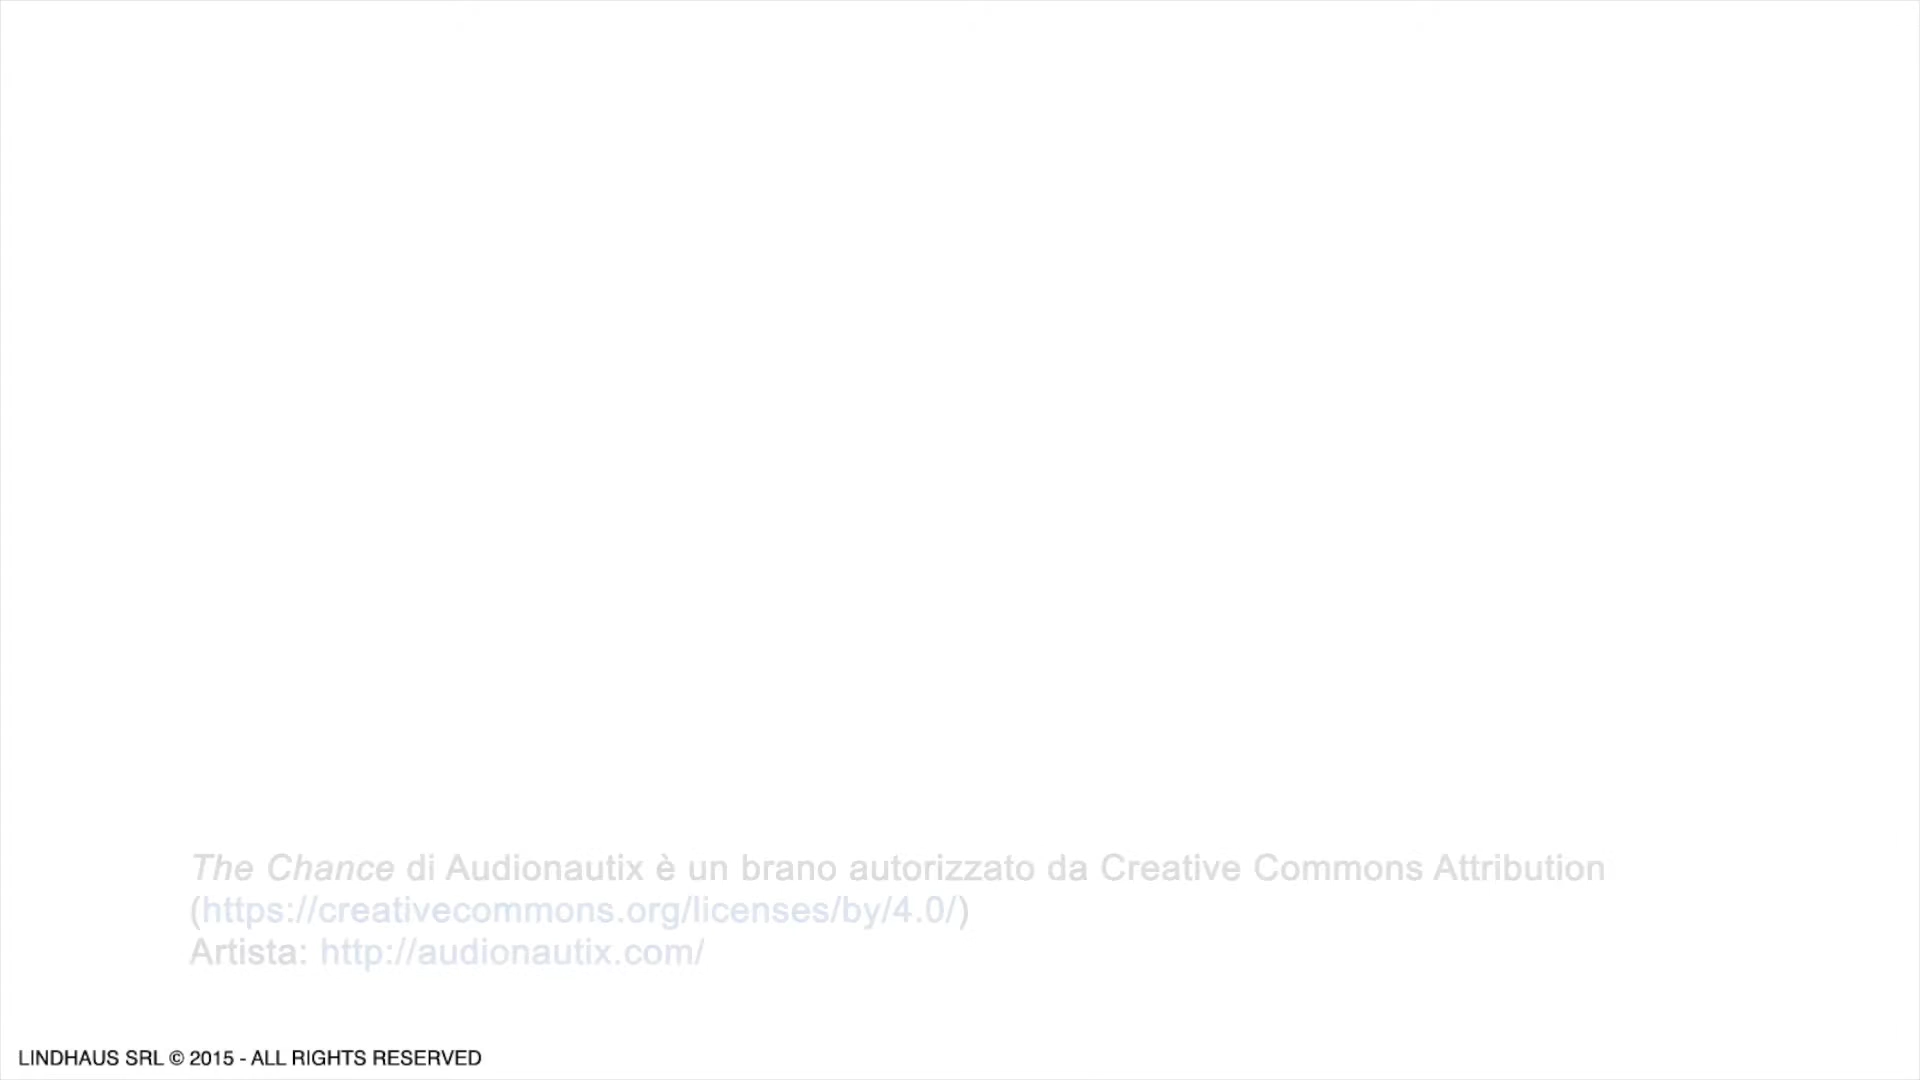 The Chance di Audionautix è un brano autorizzato da Creative Commons Attribution
(https://creativecommons.org/licenses/by/4.0/)
Artista: http://audionautix.com/
LINDHAUS SRL © 2015 - ALL RIGHTS RESERVED